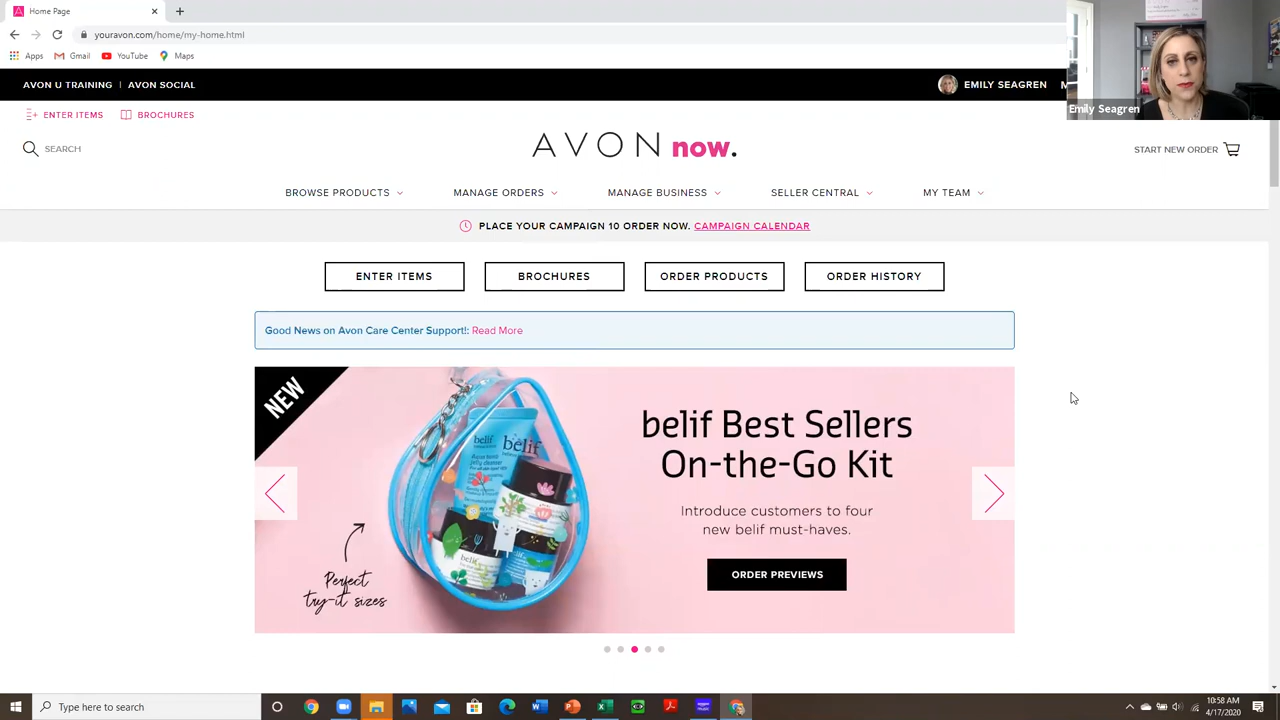 Home Page
youravon.com/home/my-home.html
Apps Gmail YouTube Maps
AVON U TRAINING | AVON SOCIAL
EMILY SEAGREN
Emily Seagren
ENTER ITEMS BROCHURES
SEARCH
AVON now.
START NEW ORDER
BROWSE PRODUCTS MANAGE ORDERS MANAGE BUSINESS SELLER CENTRAL MY TEAM
PLACE YOUR CAMPAIGN 10 ORDER NOW. CAMPAIGN CALENDAR
ENTER ITEMS BROCHURES ORDER PRODUCTS ORDER HISTORY
Good News on Avon Care Center Support!: Read More
NEW
belif
belif
belif
belif Best Sellers
On-the-Go Kit
Introduce customers to four
new belif must-haves.
Perfect
try-it sizes
ORDER PREVIEWS
Type here to search
10:58 AM
4/17/2020